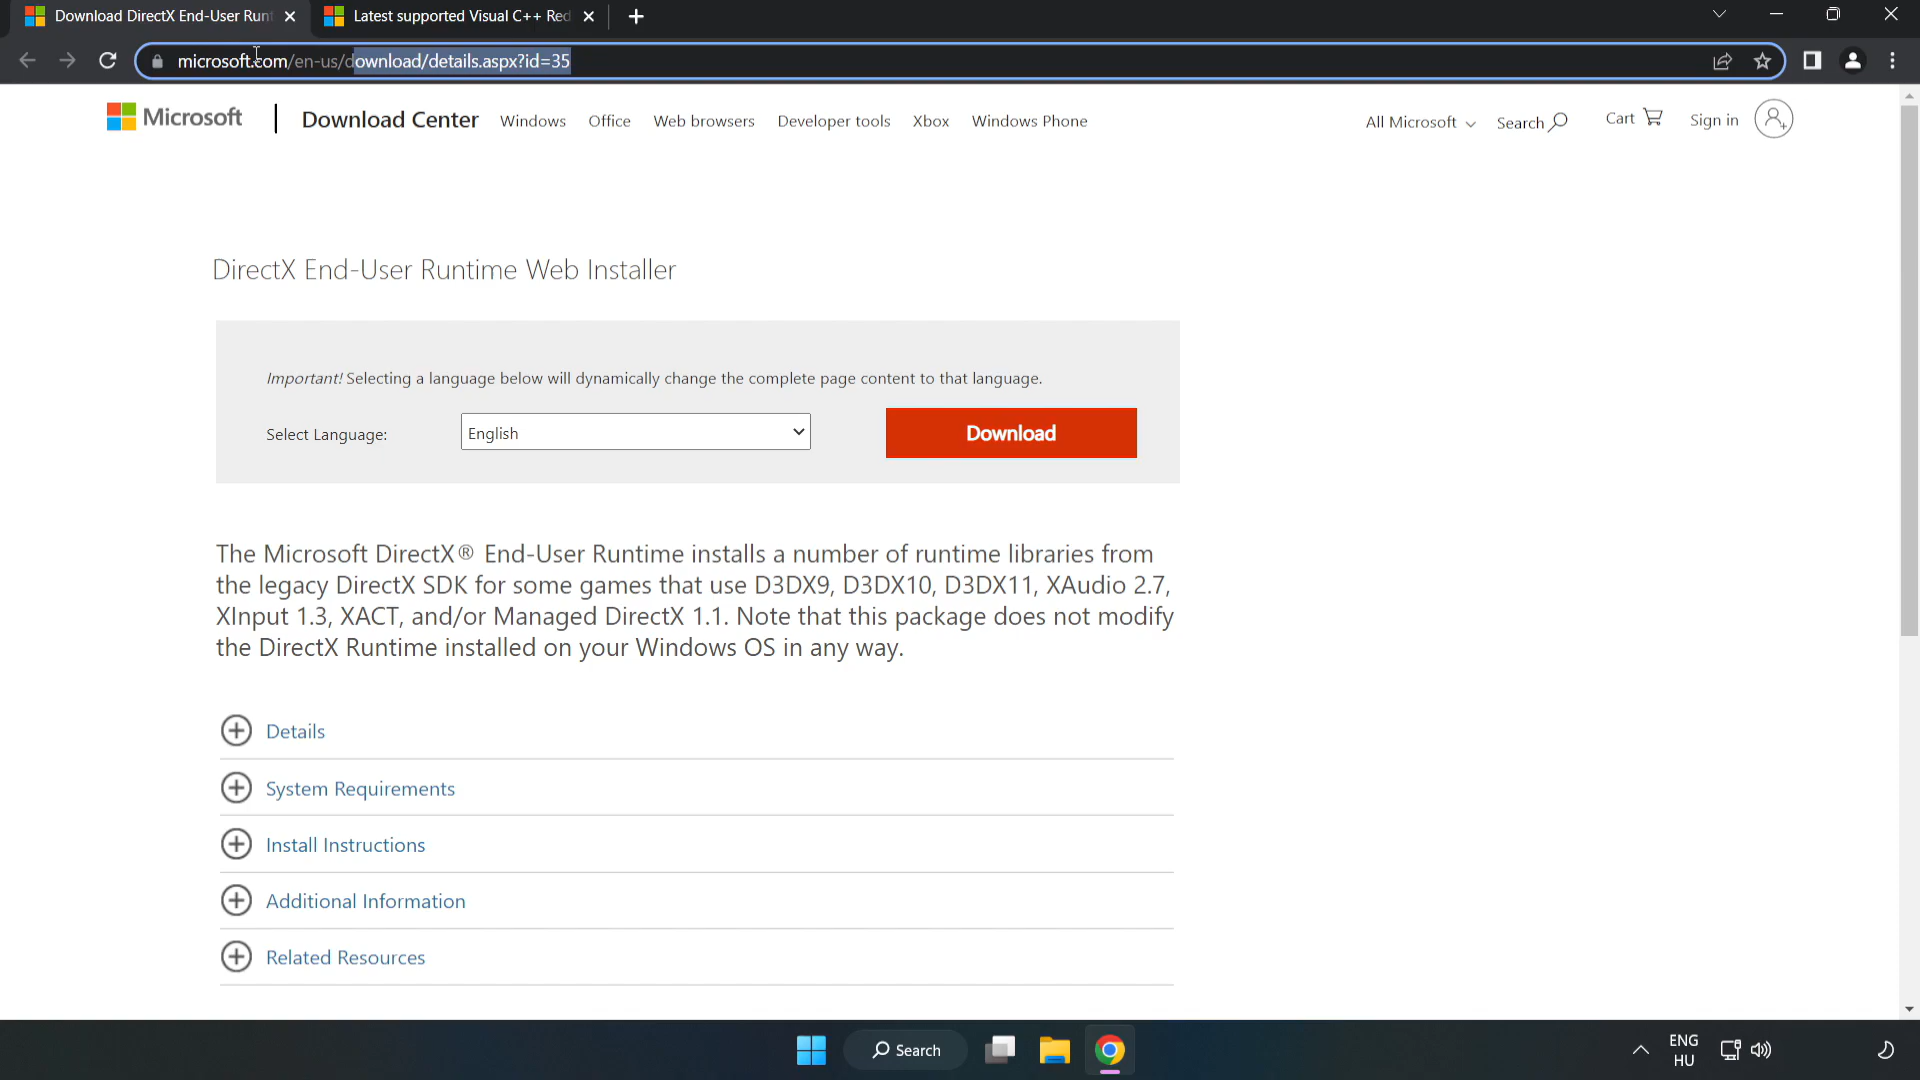 Download DirectX End-User Runt
Latest supported Visual C++ Red
microsoft.com/en-us/download/details.aspx?id=35
Microsoft
Download Center
Windows
Office
Web browsers
Developer tools
Xbox
Windows Phone
All Microsoft
Search
Cart
Sign in
DirectX End-User Runtime Web Installer
Important! Selecting a language below will dynamically change the complete page content to that language.
Select Language:
English
Download
The Microsoft DirectX® End-User Runtime installs a number of runtime libraries from
the legacy DirectX SDK for some games that use D3DX9, D3DX10, D3DX11, XAudio 2.7,
XInput 1.3, XACT, and/or Managed DirectX 1.1. Note that this package does not modify
the DirectX Runtime installed on your Windows OS in any way.
Details
System Requirements
Install Instructions
Additional Information
Related Resources
Search
ENG
HU